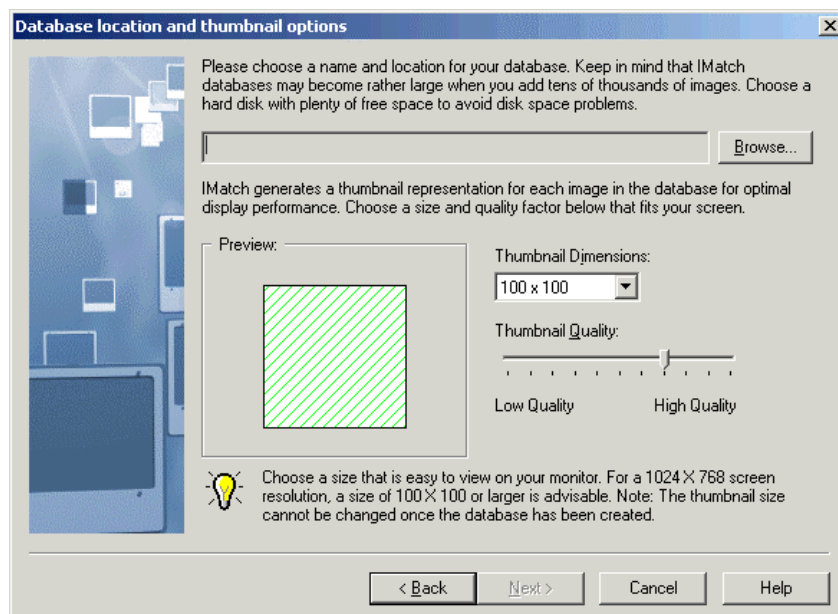 Database location and thumbnail options
Please choose a name and location for your database. Keep in mind that IMatch
databases may become rather large when you add tens of thousands of images. Choose a
hard disk with plenty of free space to avoid disk space problems.
Browse...
IMatch generates a thumbnail representation for each image in the database for optimal
display performance. Choose a size and quality factor below that fits your screen.
Preview:
Thumbnail Dimensions:
100 x 100
Thumbnail Quality:
Low Quality High Quality
Choose a size that is easy to view on your monitor. For a 1024 X 768 screen
resolution, a size of 100 X 100 or larger is advisable. Note: The thumbnail size
cannot be changed once the database has been created.
< Back Next > Cancel Help